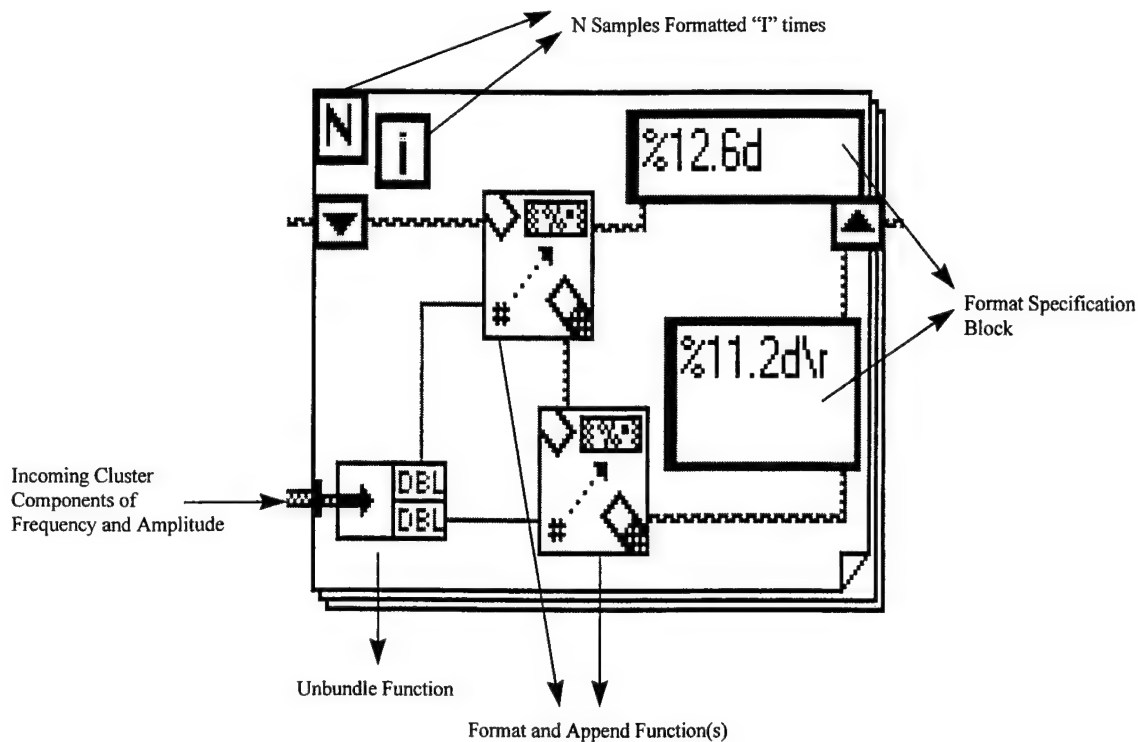 N Samples Formatted “I” times
N
i
%12.6d
Format Specification
Block
%11.2d\r
#
DBL
Incoming Cluster
Components of
Frequency and Amplitude
DBL
#
Unbundle Function
Format and Append Function(s)